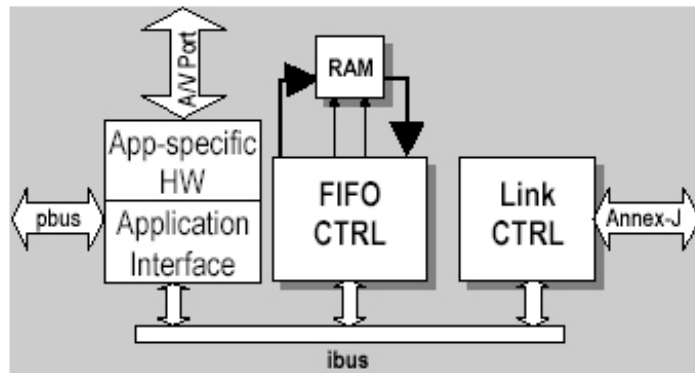 A/V Port
RAM
App-specific
HW
FIFO
CTRL
Link
CTRL
pbus
Application
Interface
Annex-J
ibus